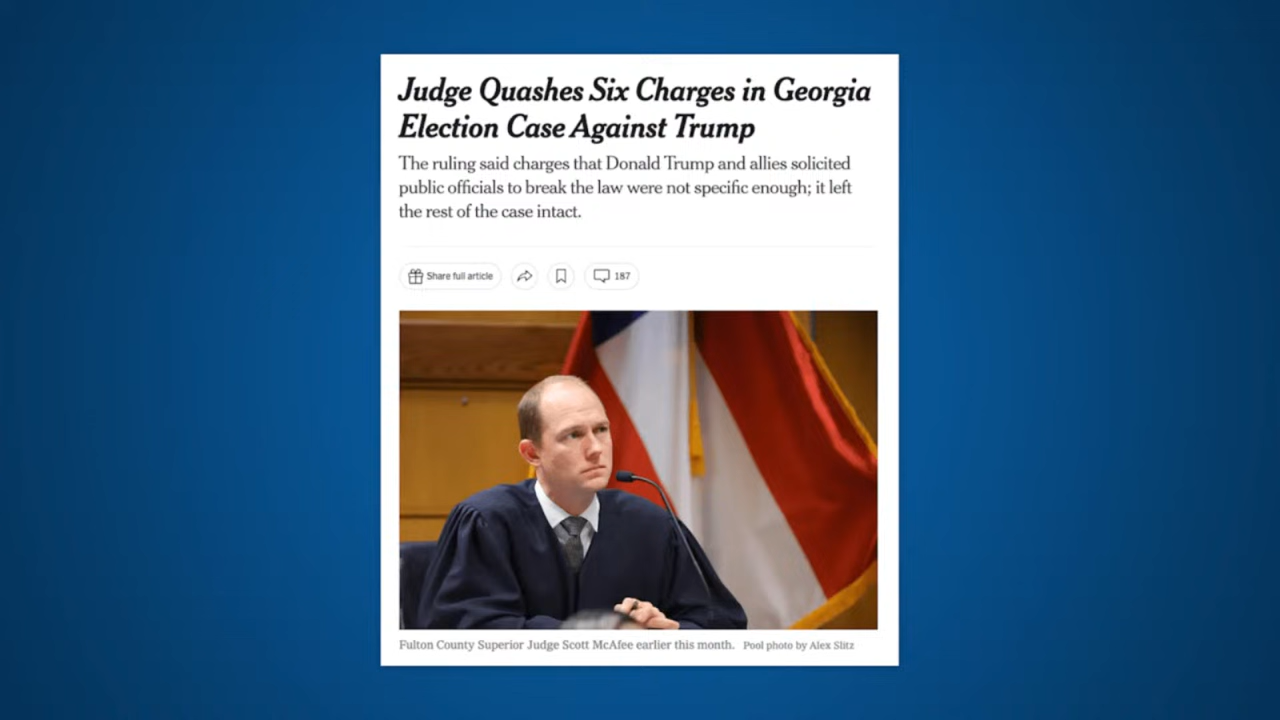 Judge Quashes Six Charges in Georgia
Election Case Against Trump
The ruling said charges that Donald Trump and allies solicited
public officials to break the law were not specific enough; it left
the rest of the case intact.
Share full article
187
Fulton County Superior Judge Scott McAfee earlier this month. Pool photo by Alex Slitz